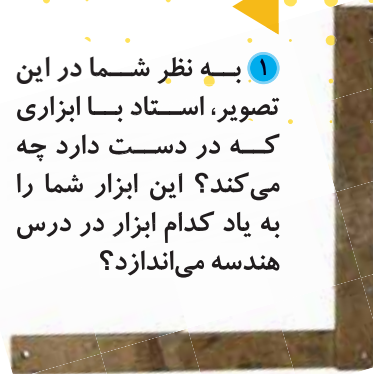 ۱ به نظر شما در این
تصویر، استاد با ابزاری
که در دست دارد چه
می‌کند؟ این ابزار شما را
به یاد کدام ابزار در درس
هندسه می‌اندازد؟